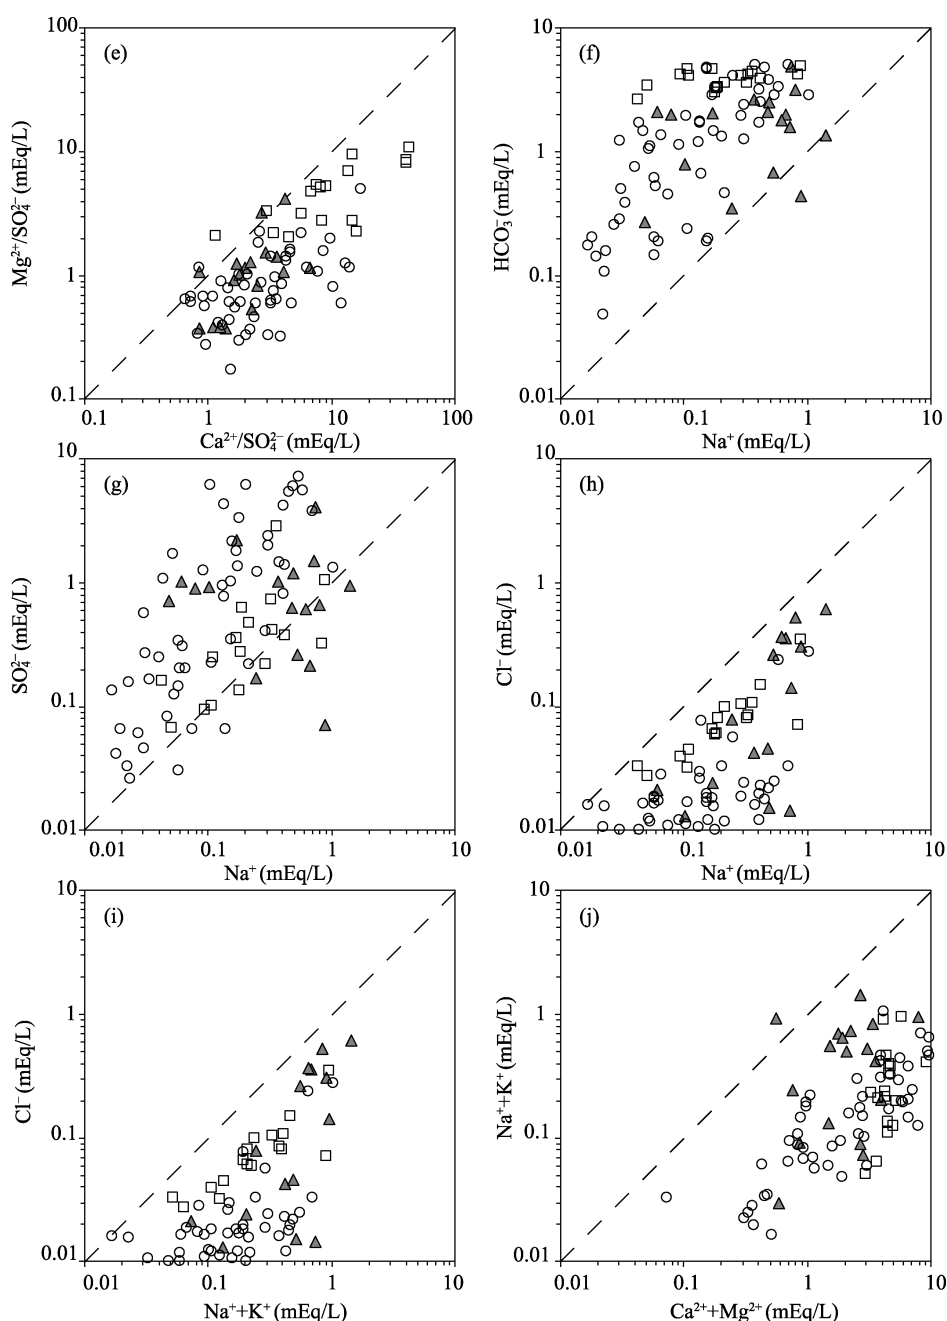 100 (e) 10 (f)
10 1
Mg²⁺/SO₄²⁻ (mEq/L) HCO₃⁻ (mEq/L)
1 0.1
0.1 0.01
0.1 1 10 100 0.01 0.1 1 10
Ca²⁺/SO₄²⁻ (mEq/L) Na⁺ (mEq/L)
10 (g) (h)
1
SO₄²⁻ (mEq/L) Cl⁻ (mEq/L)
0.1
0.01
10 1 0.1 0.01
0.01 0.1 1 10 0.01 0.1 1 10
Na⁺ (mEq/L) Na⁺ (mEq/L)
10 (i) 10 (j)
1 1
Cl⁻ (mEq/L) Na⁺+K⁺ (mEq/L)
0.1 0.1
0.01 0.01
0.01 0.1 1 10 0.01 0.1 1 10
Na⁺+K⁺ (mEq/L) Ca²⁺+Mg²⁺ (mEq/L)